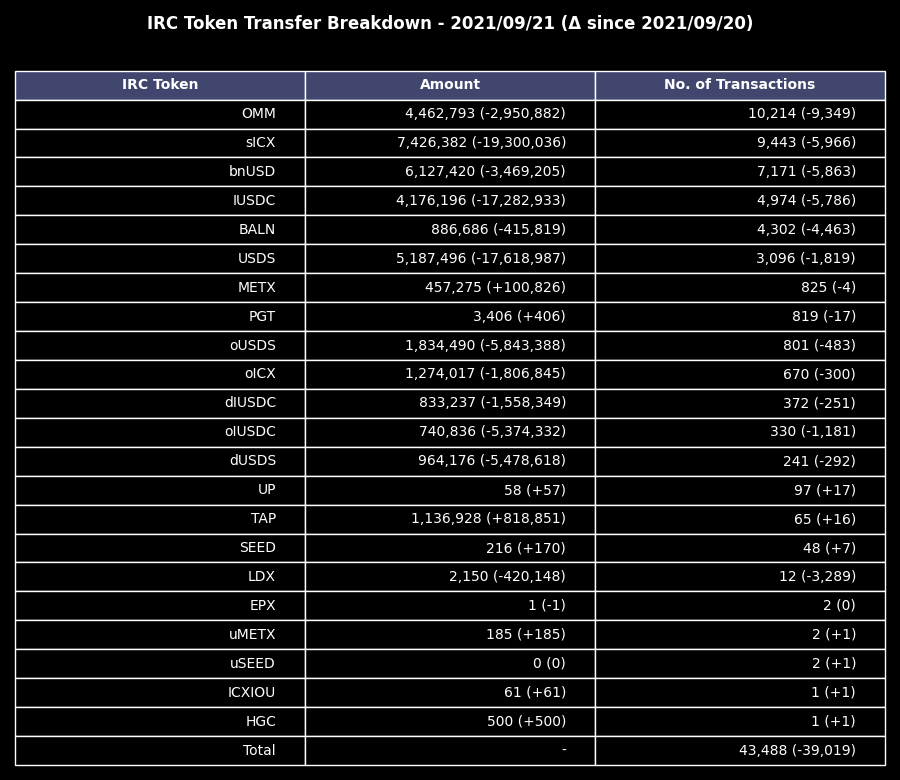 IRC Token Transfer Breakdown - 2021/09/21 (Δ since 2021/09/20)
IRC Token Amount No. of Transactions
OMM 4,462,793 (-2,950,882) 10,214 (-9,349)
sICX 7,426,382 (-19,300,036) 9,443 (-5,966)
bnUSD 6,127,420 (-3,469,205) 7,171 (-5,863)
IUSDC 4,176,196 (-17,282,933) 4,974 (-5,786)
BALN 886,686 (-415,819) 4,302 (-4,463)
USDS 5,187,496 (-17,618,987) 3,096 (-1,819)
METX 457,275 (+100,826) 825 (-4)
PGT 3,406 (+406) 819 (-17)
oUSDS 1,834,490 (-5,843,388) 801 (-483)
oICX 1,274,017 (-1,806,845) 670 (-300)
dIUSDC 833,237 (-1,558,349) 372 (-251)
oIUSDC 740,836 (-5,374,332) 330 (-1,181)
dUSDS 964,176 (-5,478,618) 241 (-292)
UP 58 (+57) 97 (+17)
TAP 1,136,928 (+818,851) 65 (+16)
SEED 216 (+170) 48 (+7)
LDX 2,150 (-420,148) 12 (-3,289)
EPX 1 (-1) 2 (0)
uMETX 185 (+185) 2 (+1)
uSEED 0 (0) 2 (+1)
ICXIOU 61 (+61) 1 (+1)
HGC 500 (+500) 1 (+1)
Total - 43,488 (-39,019)